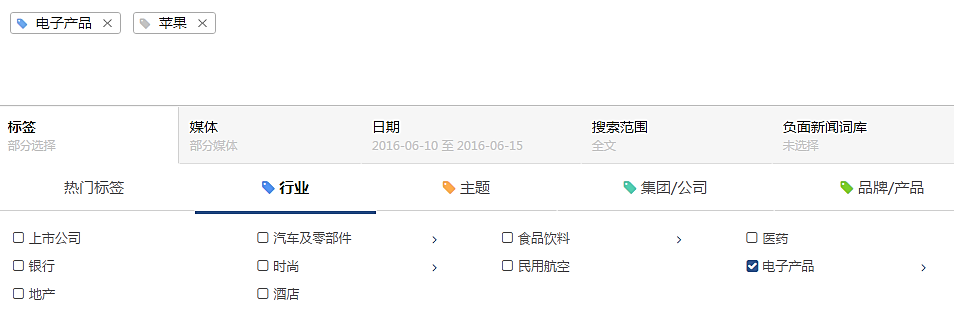 电子产品 × 苹果 ×
标签 媒体 日期 搜索范围 负面新闻词库
部分选择 部分媒体 2016-06-10 至 2016-06-15 全文 未选择
热门标签 行业 主题 集团/公司 品牌/产品
上市公司 汽车及零部件 > 食品饮料 > 医药
银行 时尚 > 民用航空 电子产品 >
地产 酒店